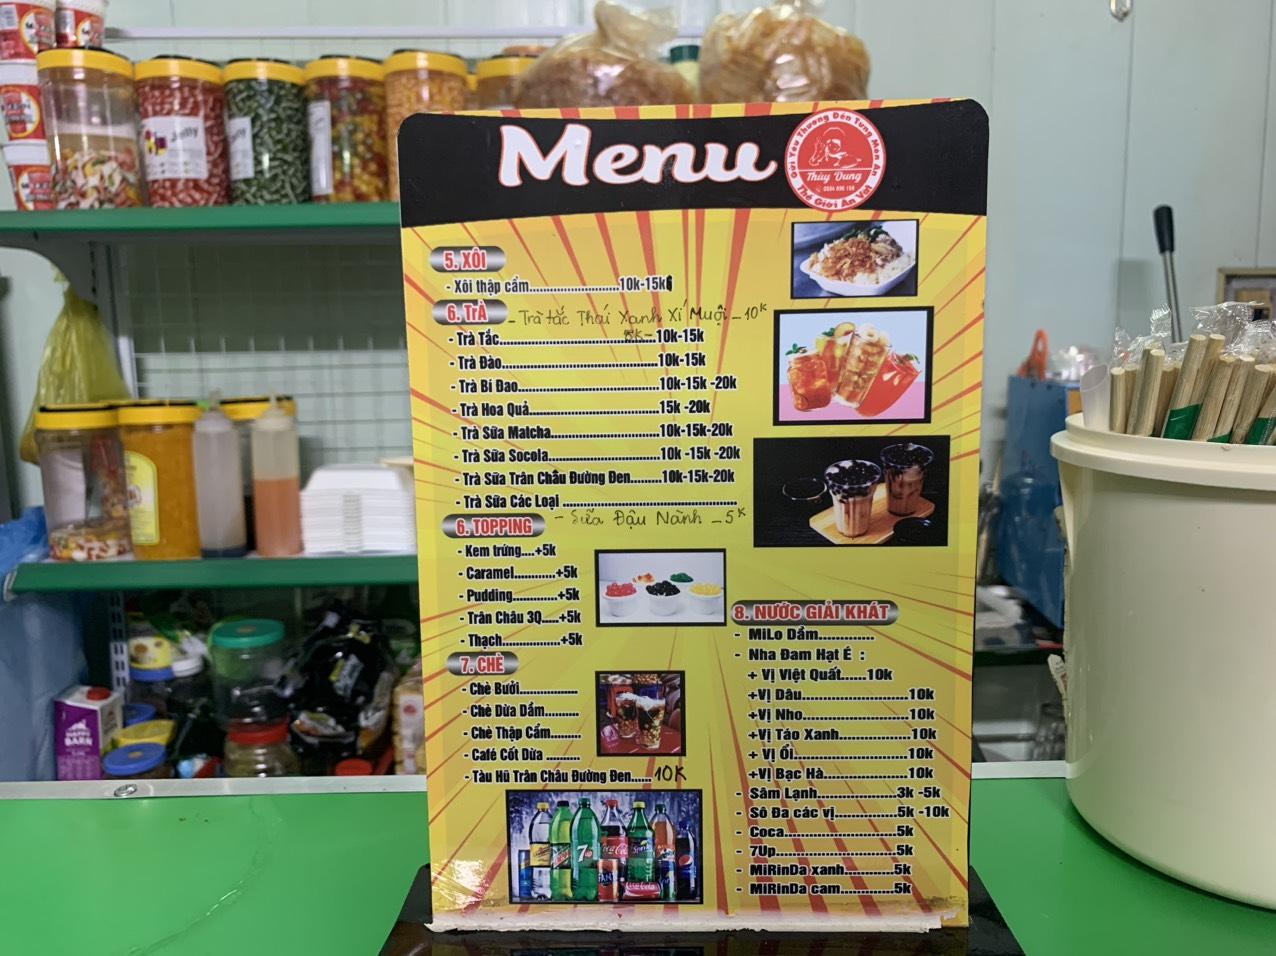 Menu
Gửi Yêu Thương Đến Từng Món Ăn
Thùy Dung
Thế Giới Ăn Vặt
5. XÔI
- Xôi thập cẩm..............................10k-15k
6. TRÀ
- Trà tắc Thái Xanh Xí Muội - 10K
- Trà Tắc....................................................10k-15k
- Trà Đào....................................................10k-15k
- Trà Bí Đao................................................10k-15k -20k
- Trà Hoa Quả............................................15k -20k
- Trà Sữa Matcha....................................10k-15k-20k
- Trà Sữa Socola......................................10k -15k -20k
- Trà Sữa Trân Châu Đường Đen.........10k-15k-20k
- Trà Sữa Các Loại ..........................................................
- Sữa Đậu Nành - 5K
6. TOPPING
- Kem trứng....+5k
- Caramel............+5k
- Pudding.............+5k
- Trân Châu 3Q.....+5k
- Thạch................+5k
7. CHÈ
- Chè Bưởi....................
- Chè Dừa Dầm...........
- Chè Thập Cẩm..........
- Café Cốt Dừa ...........
- Tàu Hũ Trân Châu Đường Đen...... 10K
8. NƯỚC GIẢI KHÁT
- MiLo Dầm...................
- Nha Đam Hạt É :
+ Vị Việt Quất.......10k
+Vị Dâu....................................10k
+Vị Nho....................................10k
+Vị Táo Xanh...........................10k
+Vị Ổi.......................................10k
+Vị Bạc Hà...............................10k
- Sâm Lạnh...........................3k -5k
- Sô Đa các vị.....................5k -10k
- Coca......................................5k
- 7Up........................................5k
- MiRinDa xanh.....................5k
- MiRinDa cam......................5k
Jelly
HAPPY
BARN